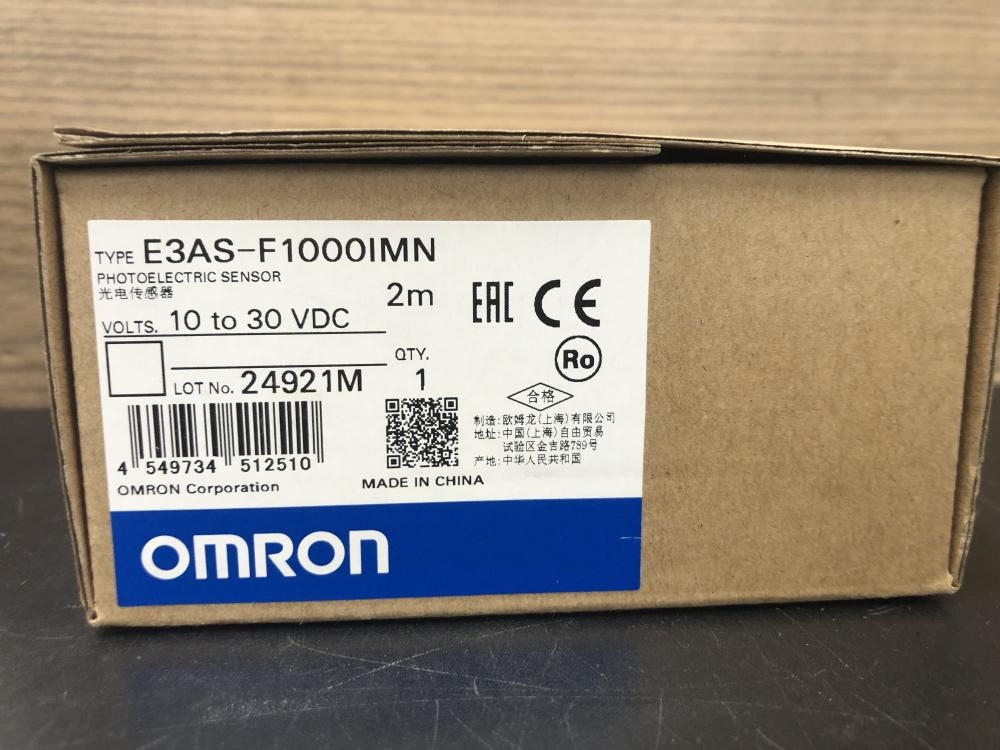 TYPE E3AS-F1000IMN
PHOTOELECTRIC SENSOR
光电传感器
2m
VOLTS. 10 to 30 VDC
EAC CE
QTY.
1
Ro
LOT No. 24921M
合格
制造:欧姆龙(上海)有限公司
地址:中国(上海)自由贸易
试验区金吉路789号
产地:中华人民共和国
4 549734 512510
OMRON Corporation
MADE IN CHINA
OMRON